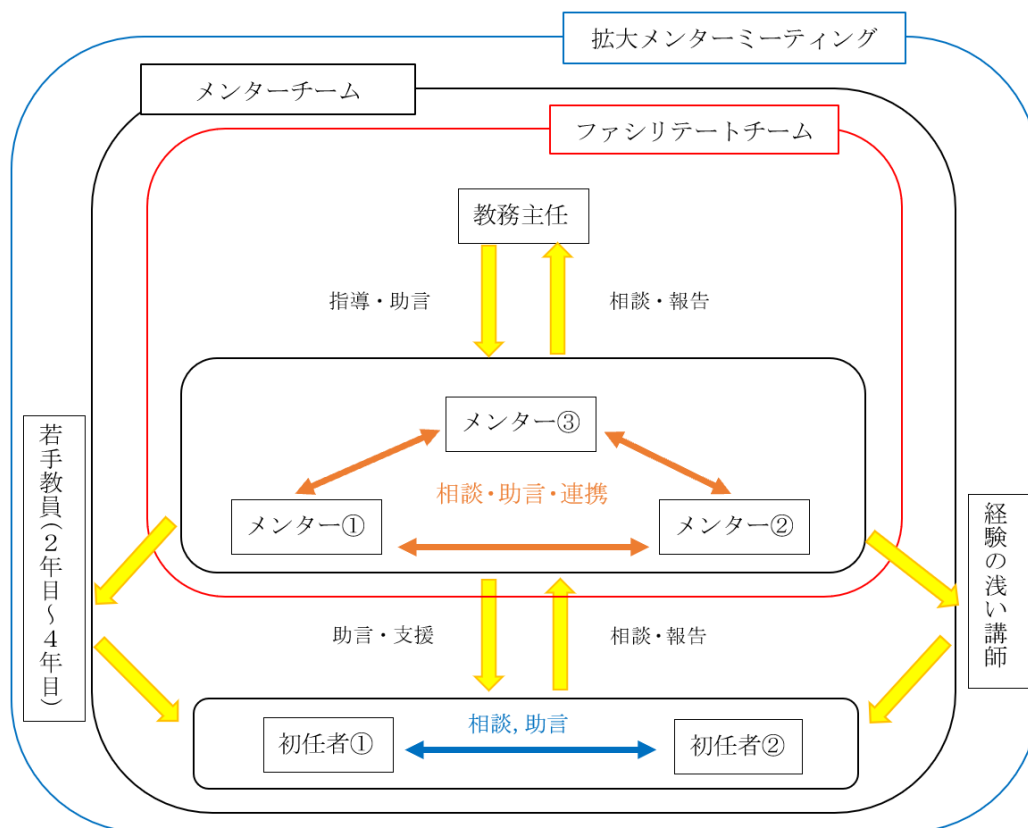 拡大メンターミーティング
メンターチーム
ファシリテートチーム
教務主任
指導・助言
相談・報告
メンター③
相談・助言・連携
メンター①
メンター②
若手教員(2年目~4年目)
経験の浅い講師
助言・支援
相談・報告
相談,助言
初任者①
初任者②